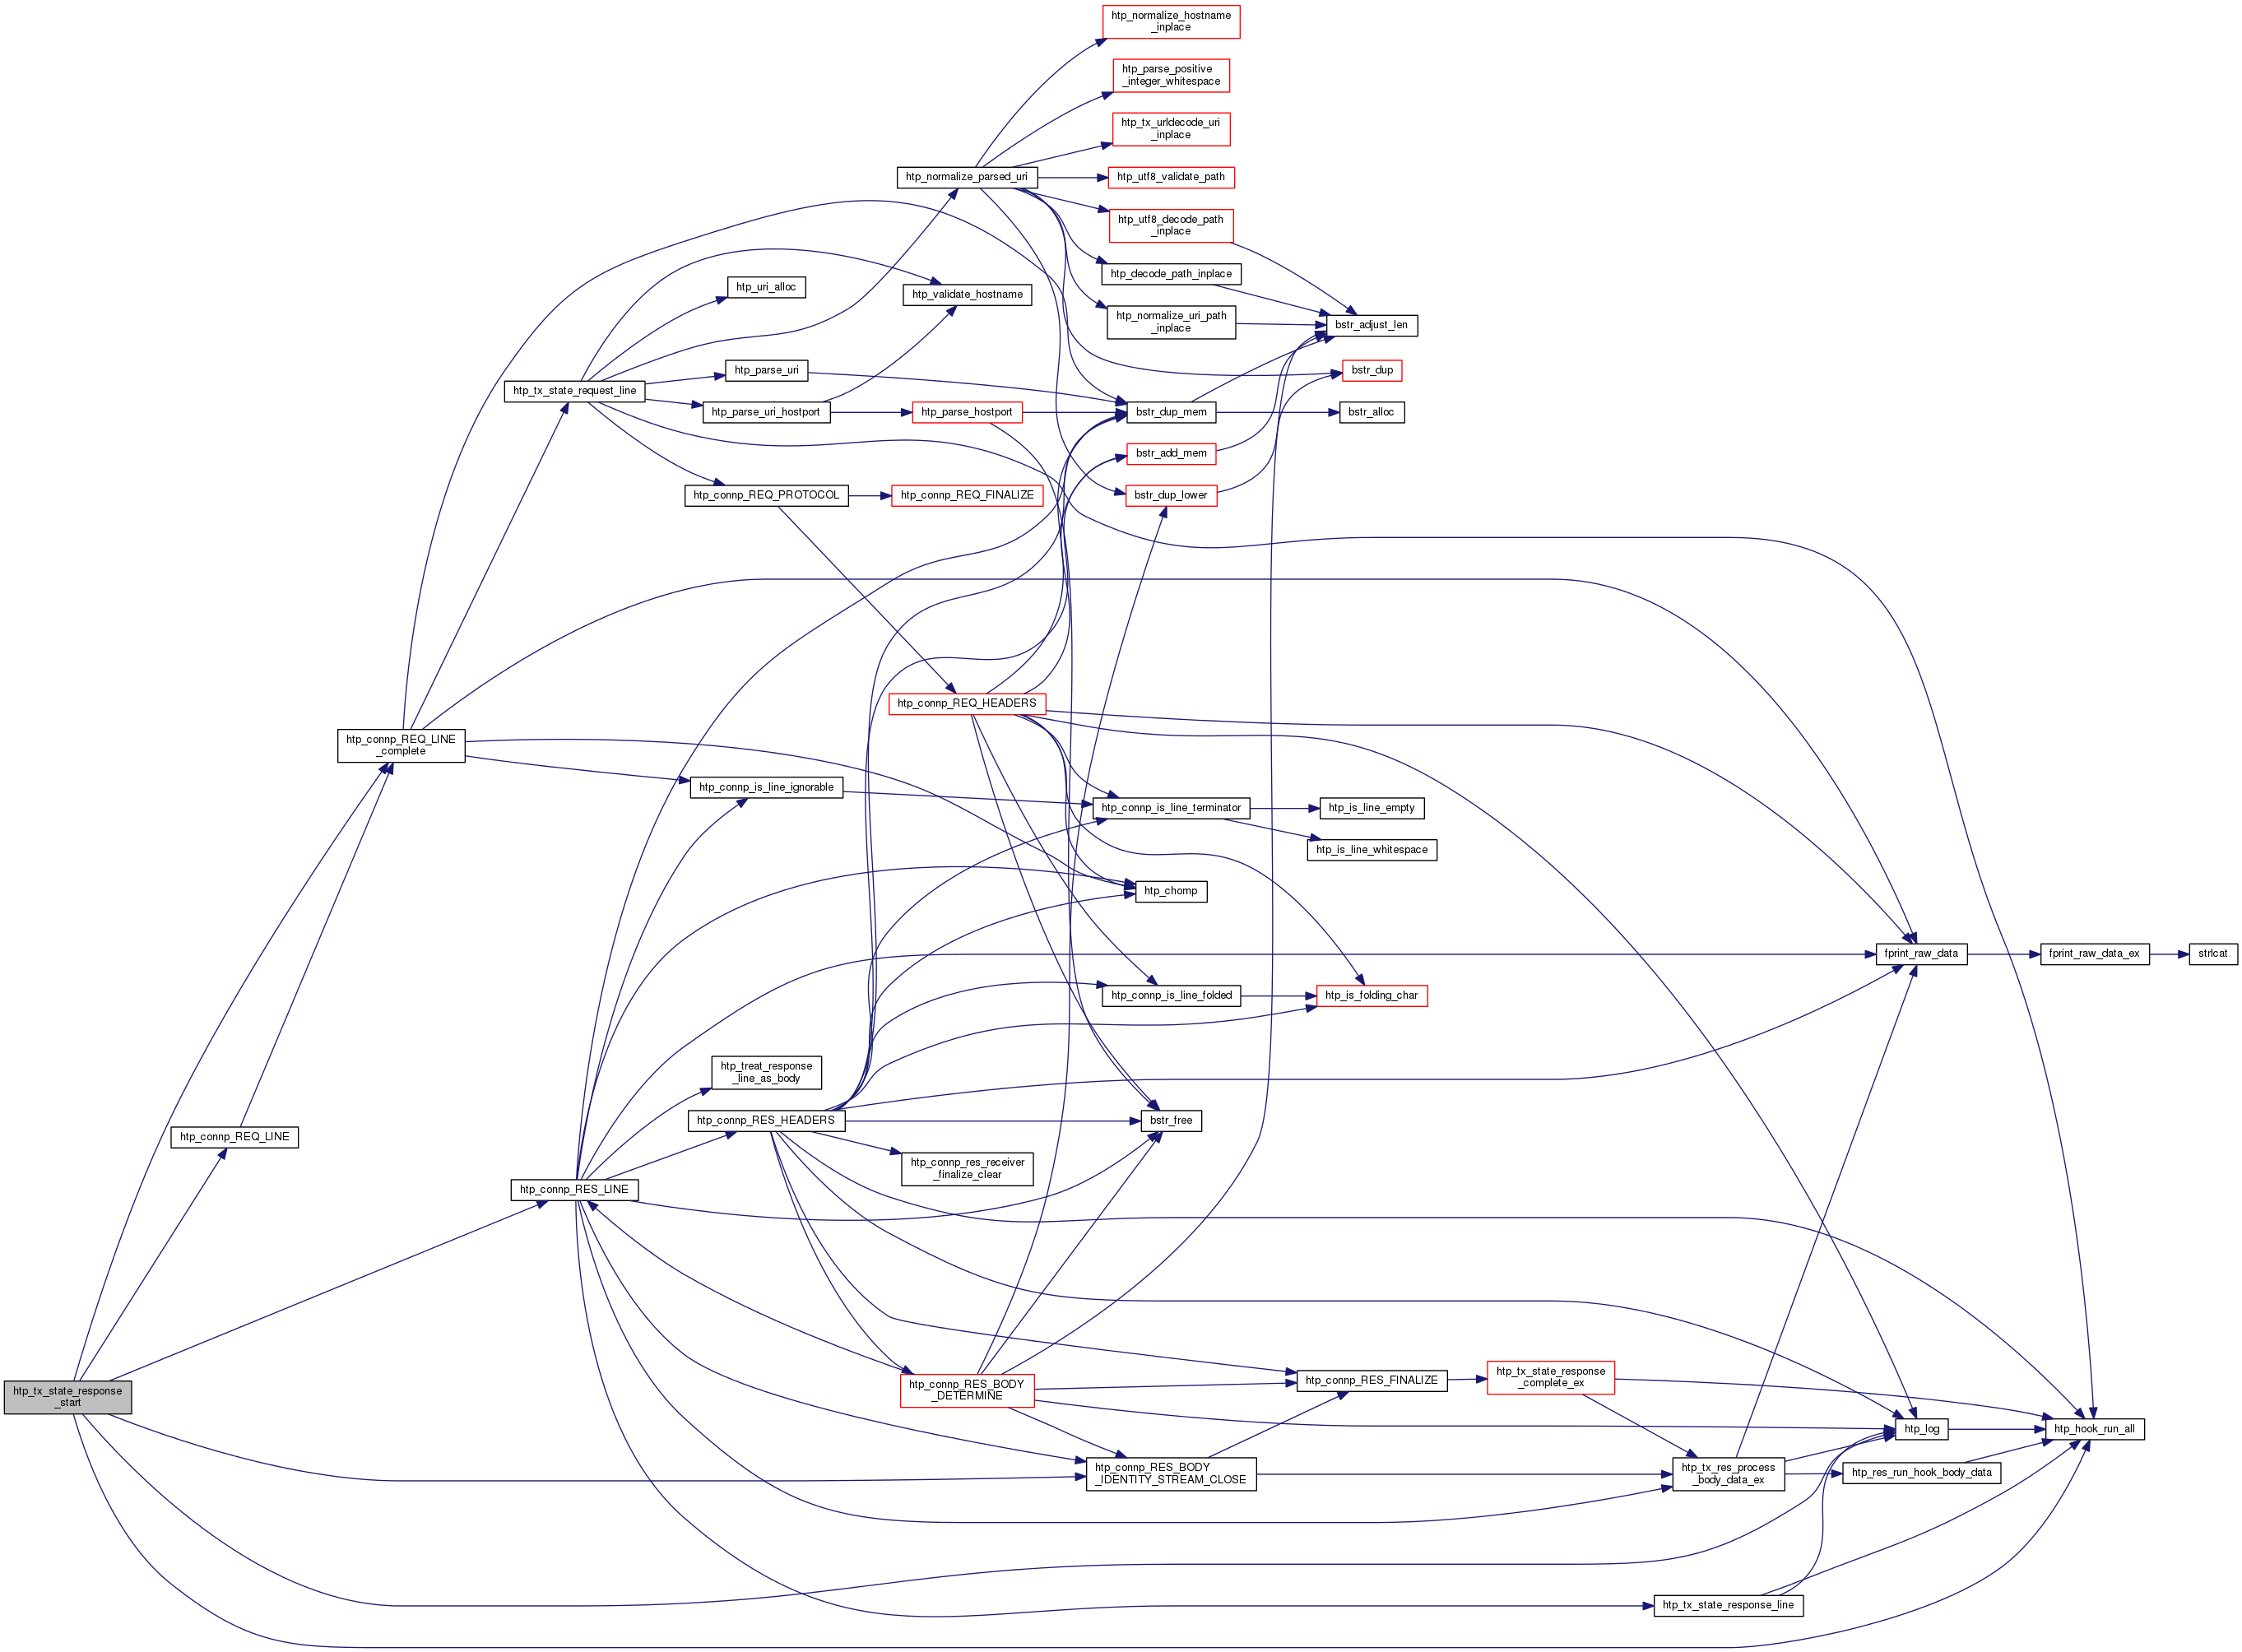 htp_normalize_hostname
_inplace
htp_parse_positive
_integer_whitespace
htp_tx_urldecode_uri
_inplace
htp_normalize_parsed_uri
htp_utf8_validate_path
htp_utf8_decode_path
_inplace
htp_decode_path_inplace
htp_uri_alloc
htp_validate_hostname
htp_normalize_uri_path
_inplace
bstr_adjust_len
htp_parse_uri
bstr_dup
htp_tx_state_request_line
htp_parse_uri_hostport
htp_parse_hostport
bstr_dup_mem
bstr_alloc
bstr_add_mem
htp_connp_REQ_PROTOCOL
htp_connp_REQ_FINALIZE
bstr_dup_lower
htp_connp_REQ_HEADERS
htp_connp_REQ_LINE
_complete
htp_connp_is_line_ignorable
htp_connp_is_line_terminator
htp_is_line_empty
htp_is_line_whitespace
htp_chomp
fprint_raw_data
fprint_raw_data_ex
strlcat
htp_connp_is_line_folded
htp_is_folding_char
htp_treat_response
_line_as_body
htp_connp_RES_HEADERS
bstr_free
htp_connp_REQ_LINE
htp_connp_res_receiver
_finalize_clear
htp_connp_RES_LINE
htp_tx_state_response
_start
htp_connp_RES_BODY
_DETERMINE
htp_connp_RES_FINALIZE
htp_tx_state_response
_complete_ex
htp_log
htp_hook_run_all
htp_connp_RES_BODY
_IDENTITY_STREAM_CLOSE
htp_tx_res_process
_body_data_ex
htp_res_run_hook_body_data
htp_tx_state_response_line